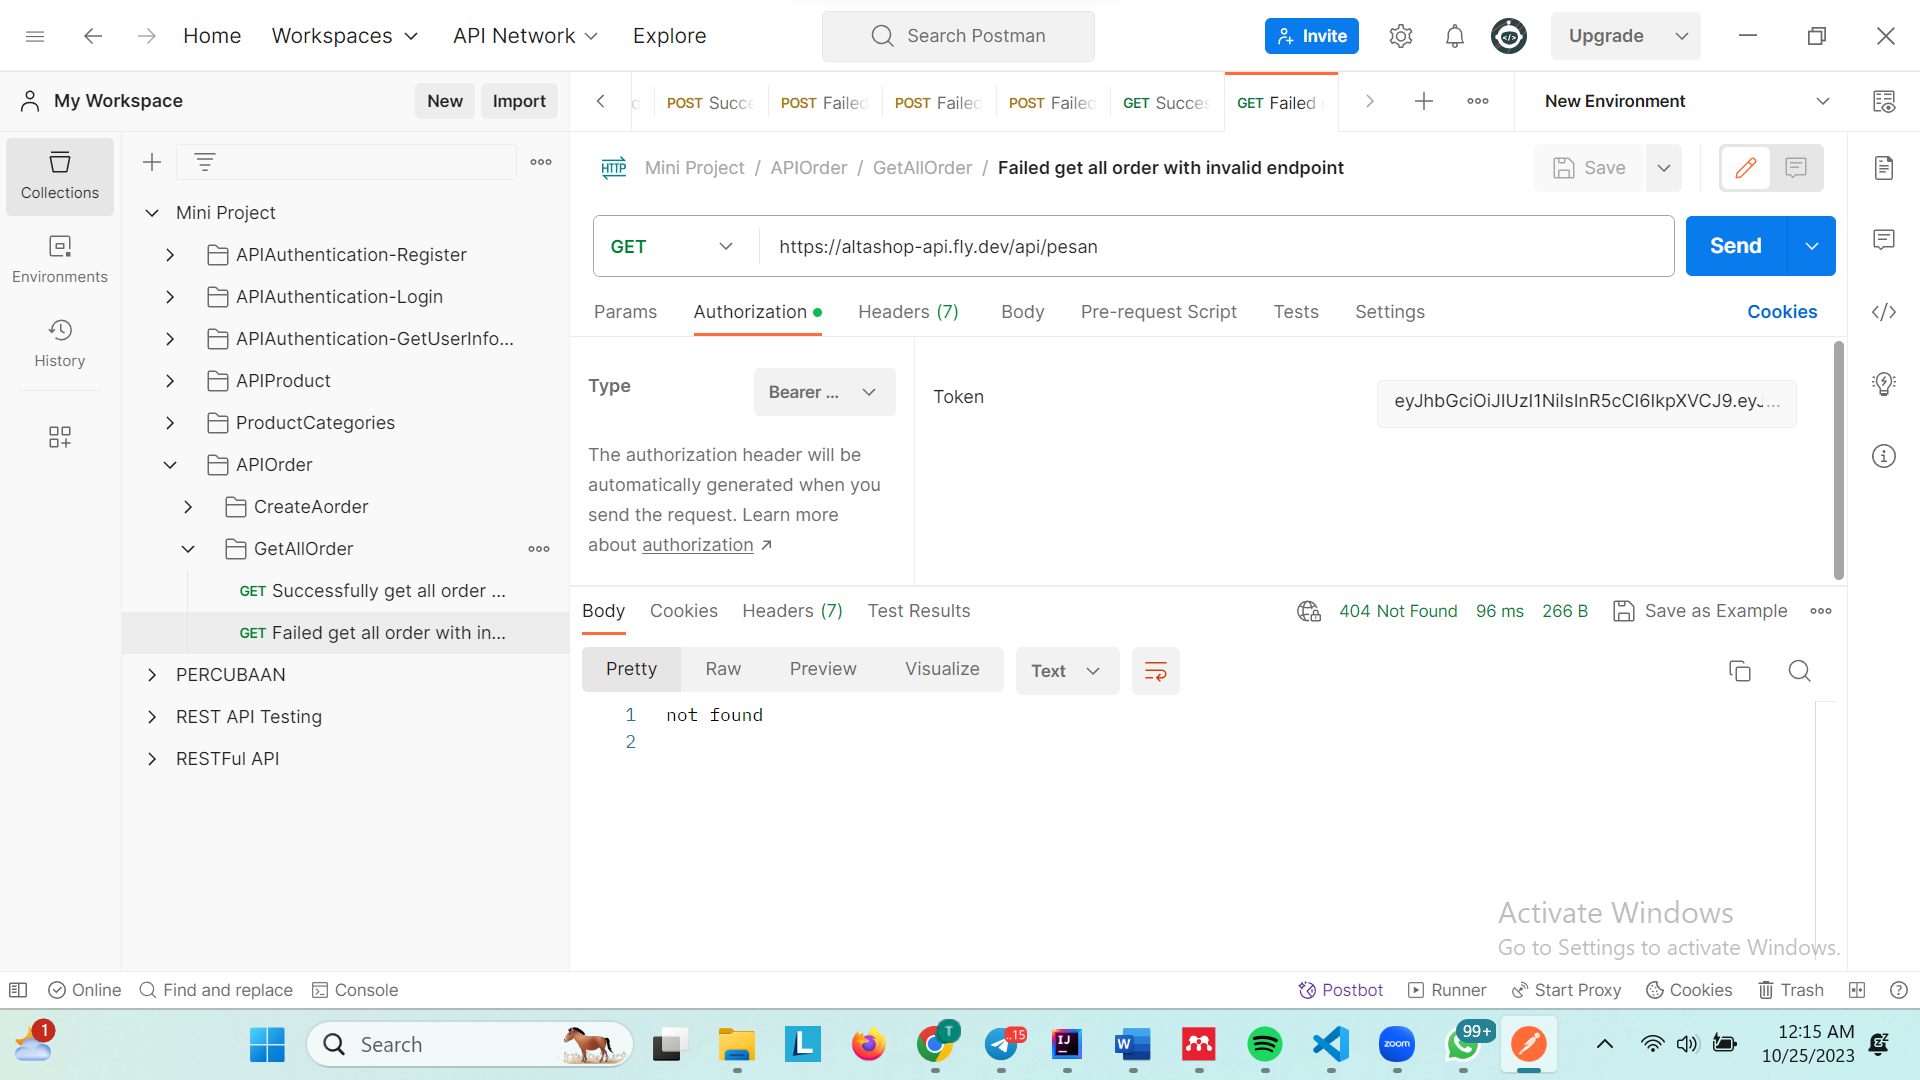 Home
Workspaces
API Network
Explore
Search Postman
Invite
Upgrade
My Workspace
New
Import
POST Succe
POST Failed
POST Failed
POST Failed
GET Succes
GET Failed
New Environment
Collections
Environments
History
Mini Project
APIAuthentication-Register
APIAuthentication-Login
APIAuthentication-GetUserInfo...
APIProduct
ProductCategories
APIOrder
CreateAorder
GetAllOrder
GET Successfully get all order ...
GET Failed get all order with in...
PERCUBAAN
REST API Testing
RESTFul API
HTTP
Mini Project / APIOrder / GetAllOrder / Failed get all order with invalid endpoint
Save
GET
https://altashop-api.fly.dev/api/pesan
Send
Params
Authorization
Headers (7)
Body
Pre-request Script
Tests
Settings
Cookies
Type
Bearer ...
The authorization header will be
automatically generated when you
send the request. Learn more
about authorization ↗
Token
Body
Cookies
Headers (7)
Test Results
404 Not Found
96 ms
266 B
Save as Example
Pretty
Raw
Preview
Visualize
Text
1 not found
2
Activate Windows
Go to Settings to activate Windows.
Online
Find and replace
Console
Postbot
Runner
Start Proxy
Cookies
Trash
1
Search
L
T
..15
IJ
W
zoom
99+
12:15 AM
10/25/2023